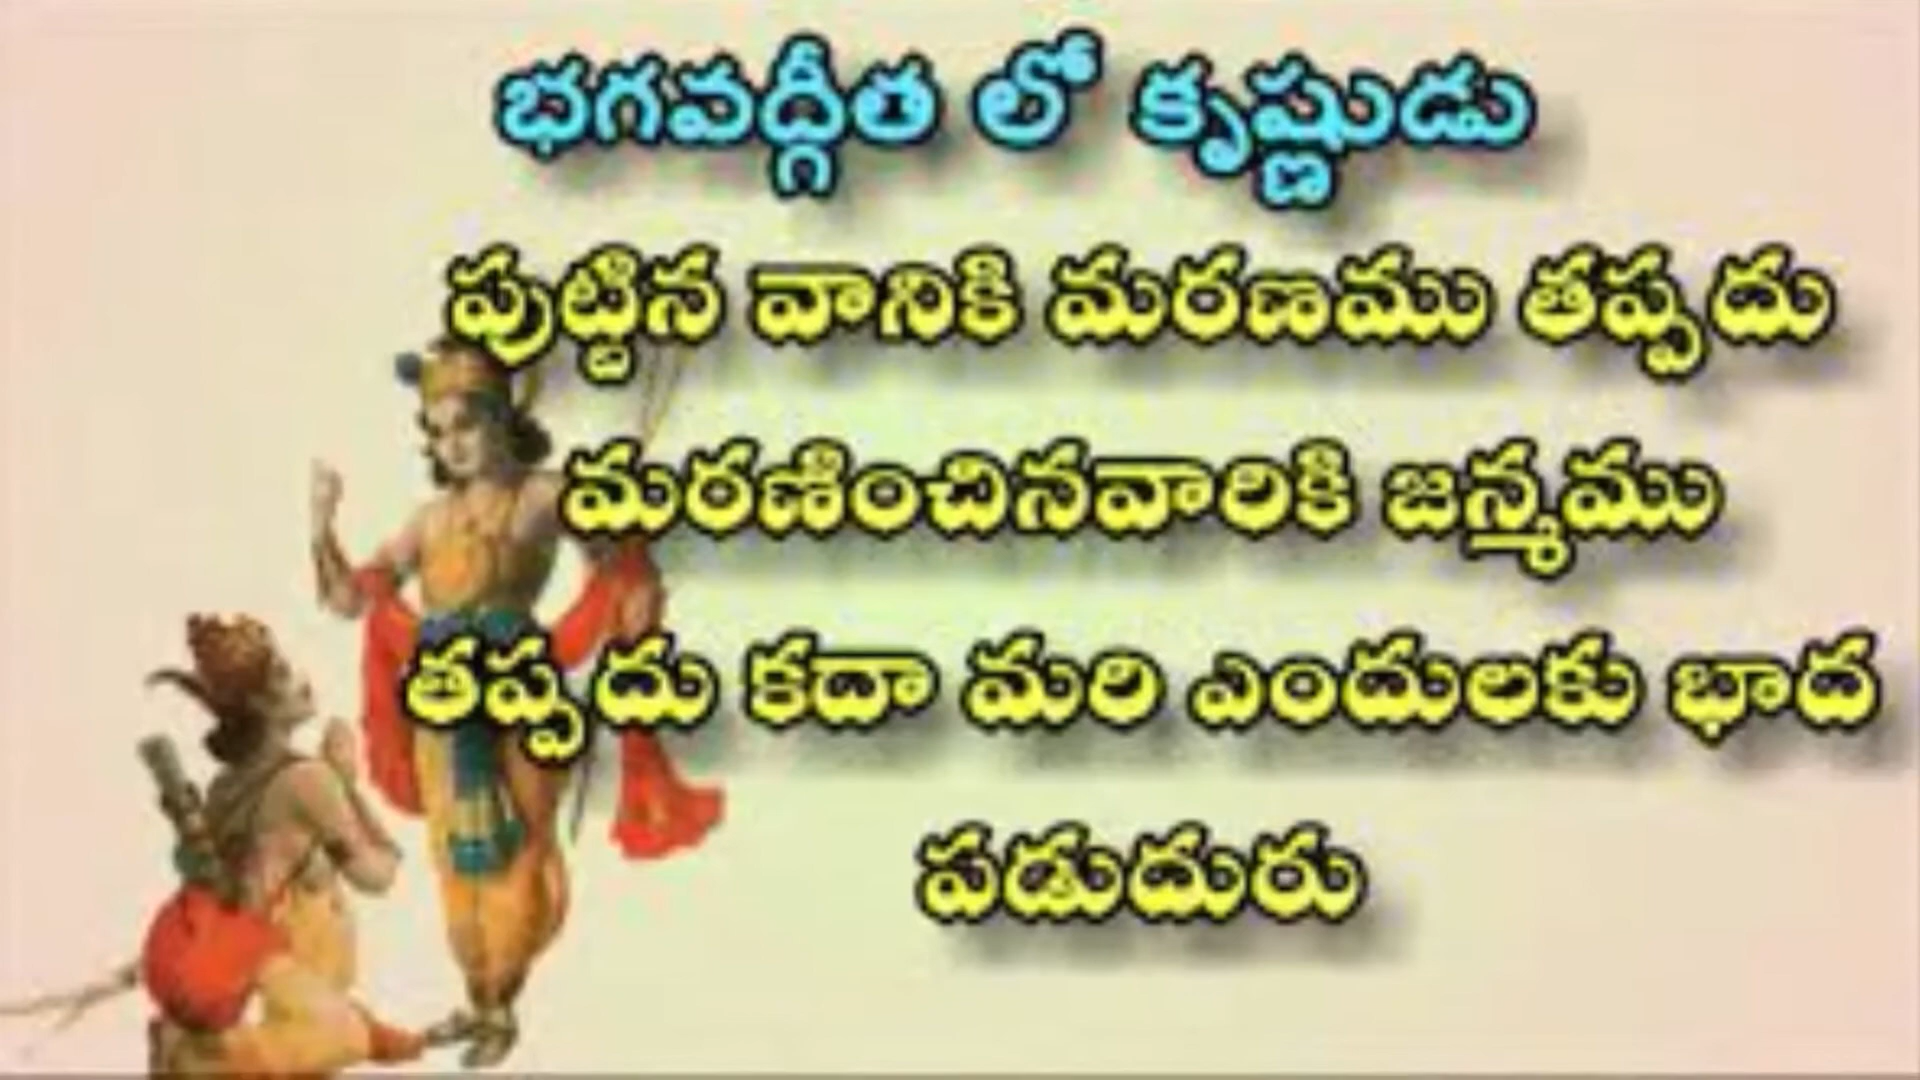 భగవద్గీత లో కృష్ణుడు
పుట్టిన వానికి మరణము తప్పదు
మరణించినవారికి జన్మము
తప్పదు కదా మరి ఎందులకు భాద
పడుదురు